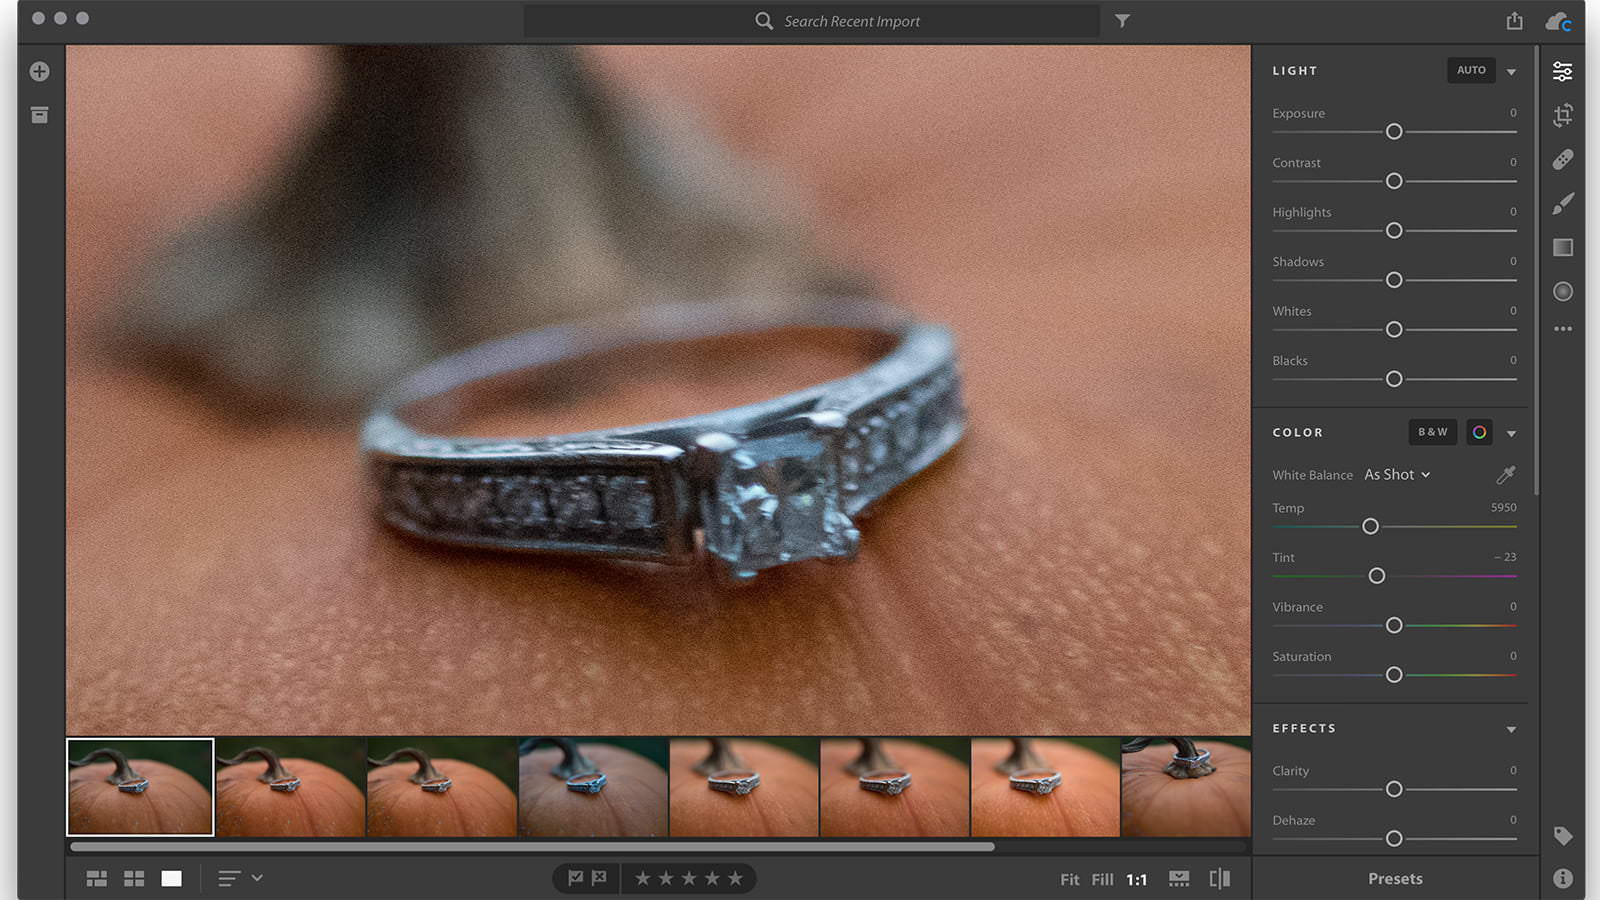 Search Recent Import
LIGHT AUTO
Exposure 0
Contrast 0
Highlights 0
Shadows 0
Whites 0
Blacks 0
COLOR B & W
White Balance As Shot
Temp 5950
Tint – 23
Vibrance 0
Saturation 0
EFFECTS
Clarity 0
Dehaze 0
Fit Fill 1:1
Presets